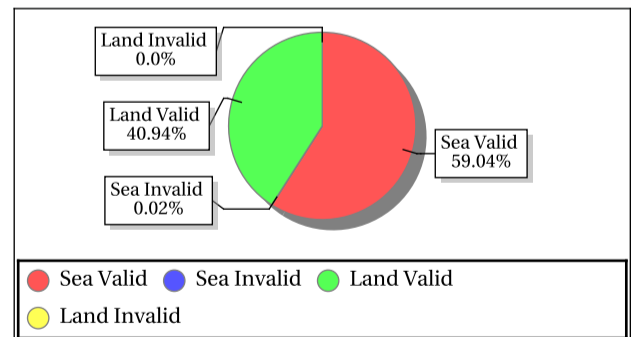 Land Invalid
0.0%
Land Valid
40.94%
Sea Valid
59.04%
Sea Invalid
0.02%
Sea Valid Sea Invalid Land Valid
Land Invalid